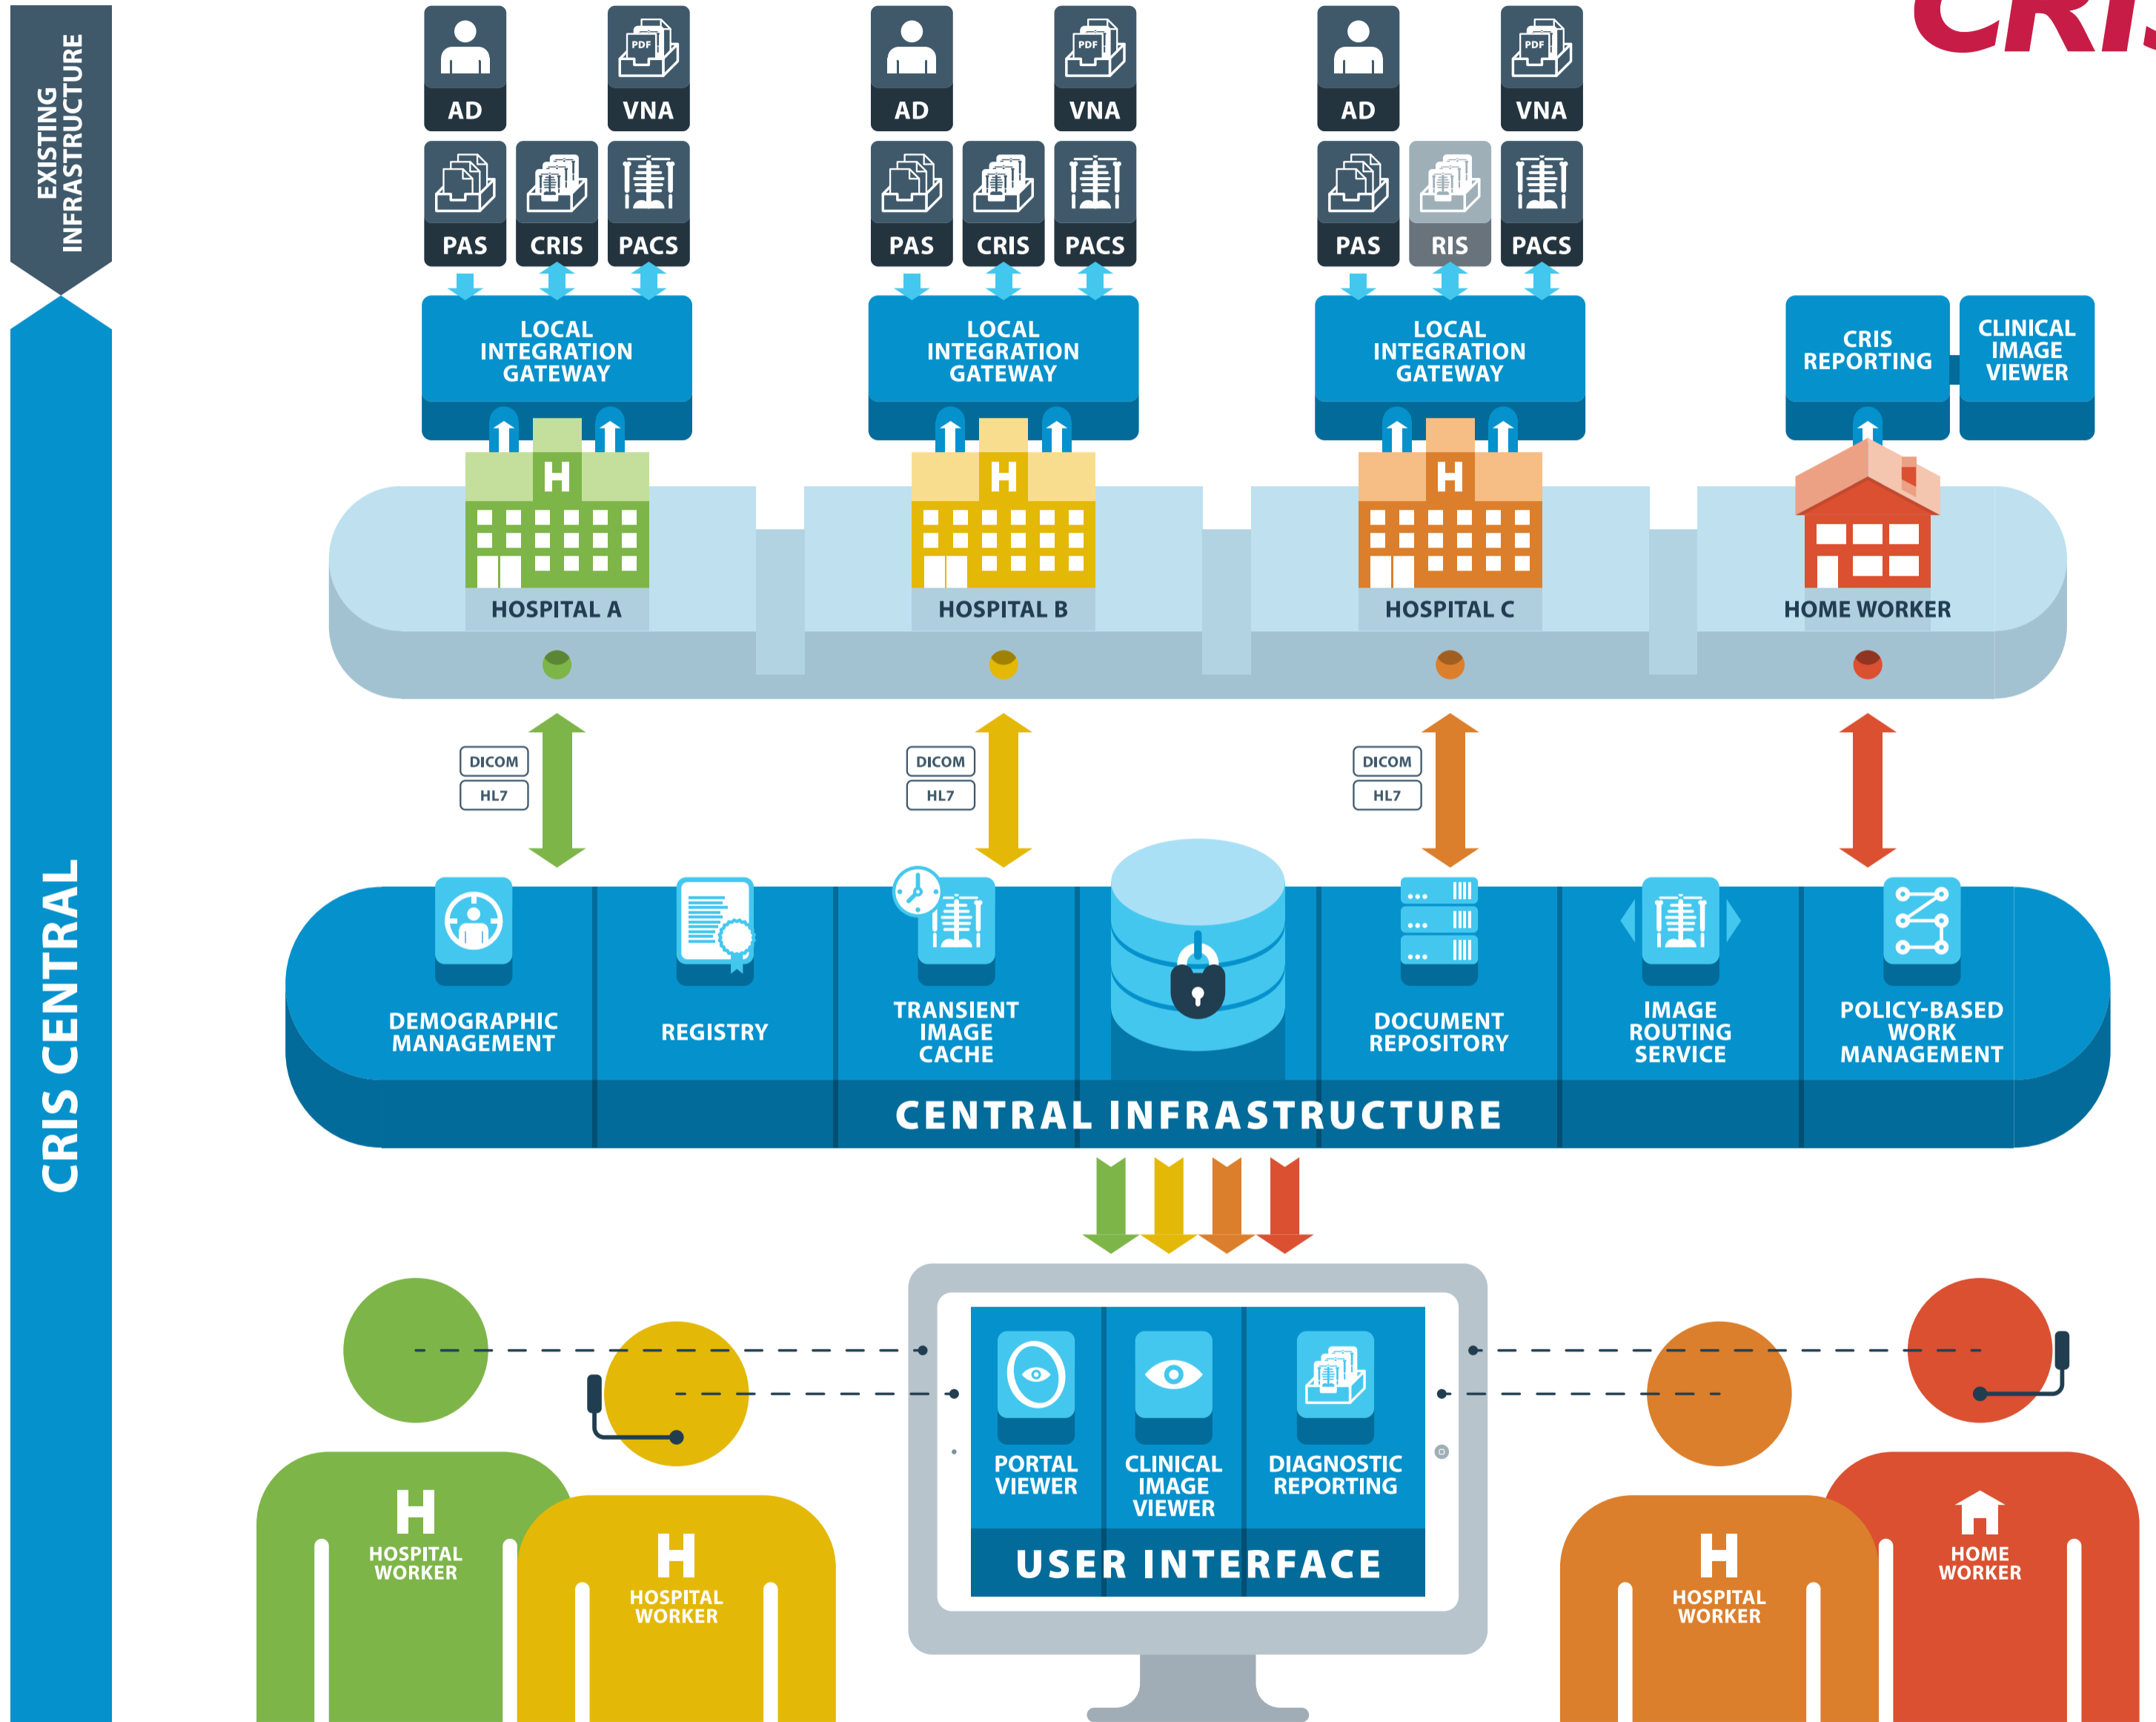 EXISTING
INFRASTRUCTURE
CRIS
PDF
PDF
PDF
AD
VNA
AD
VNA
AD
VNA
PAS
CRIS
PACS
PAS
CRIS
PACS
PAS
RIS
PACS
LOCAL
INTEGRATION
GATEWAY
LOCAL
INTEGRATION
GATEWAY
LOCAL
INTEGRATION
GATEWAY
CRIS
REPORTING
CLINICAL
IMAGE
VIEWER
H
H
H
HOSPITAL A
HOSPITAL B
HOSPITAL C
HOME WORKER
DICOM
HL7
DICOM
HL7
DICOM
HL7
CRIS CENTRAL
DEMOGRAPHIC
MANAGEMENT
REGISTRY
TRANSIENT
IMAGE
CACHE
DOCUMENT
REPOSITORY
IMAGE
ROUTING
SERVICE
POLICY-BASED
WORK
MANAGEMENT
CENTRAL INFRASTRUCTURE
PORTAL
VIEWER
CLINICAL
IMAGE
VIEWER
DIAGNOSTIC
REPORTING
USER INTERFACE
H
HOSPITAL
WORKER
H
HOSPITAL
WORKER
H
HOSPITAL
WORKER
HOME
WORKER